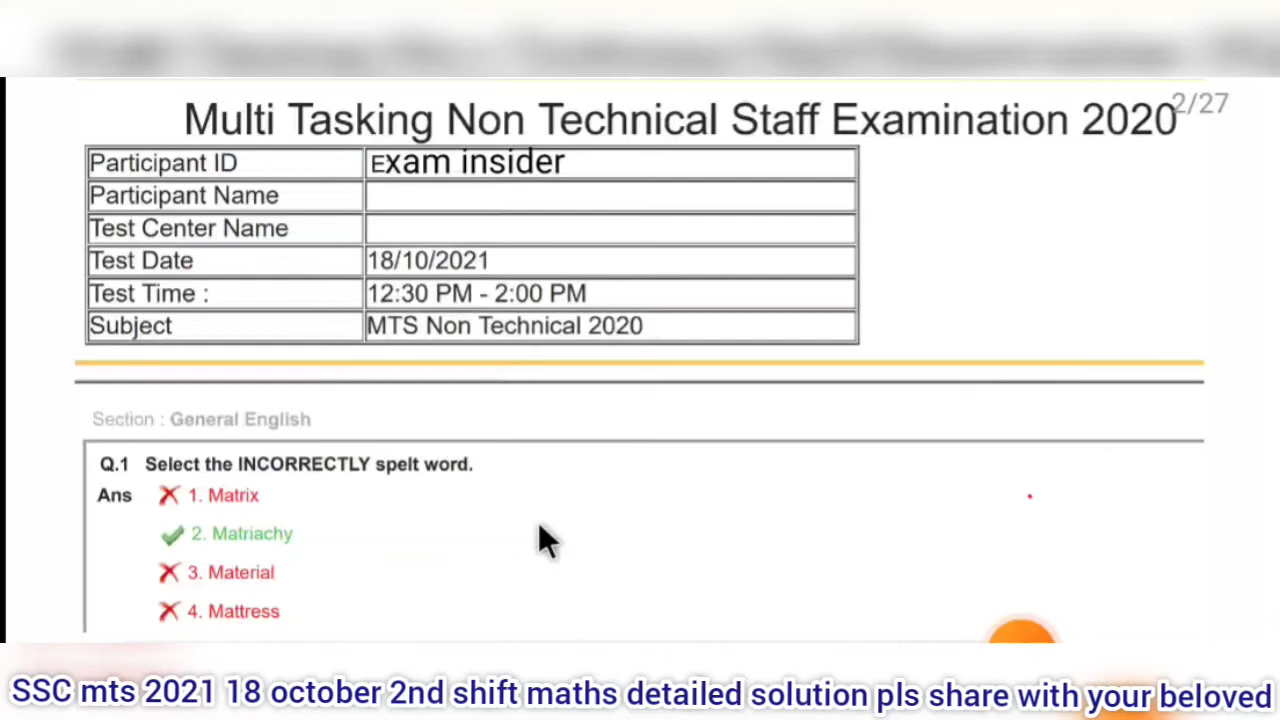 Multi Tasking Non Technical Staff Examination 2020
2/27
Participant ID Exam insider
Participant Name
Test Center Name
Test Date 18/10/2021
Test Time : 12:30 PM - 2:00 PM
Subject MTS Non Technical 2020
Section : General English
Q.1 Select the INCORRECTLY spelt word.
Ans 1. Matrix
2. Matriachy
3. Material
4. Mattress
SSC mts 2021 18 october 2nd shift maths detailed solution pls share with your beloved